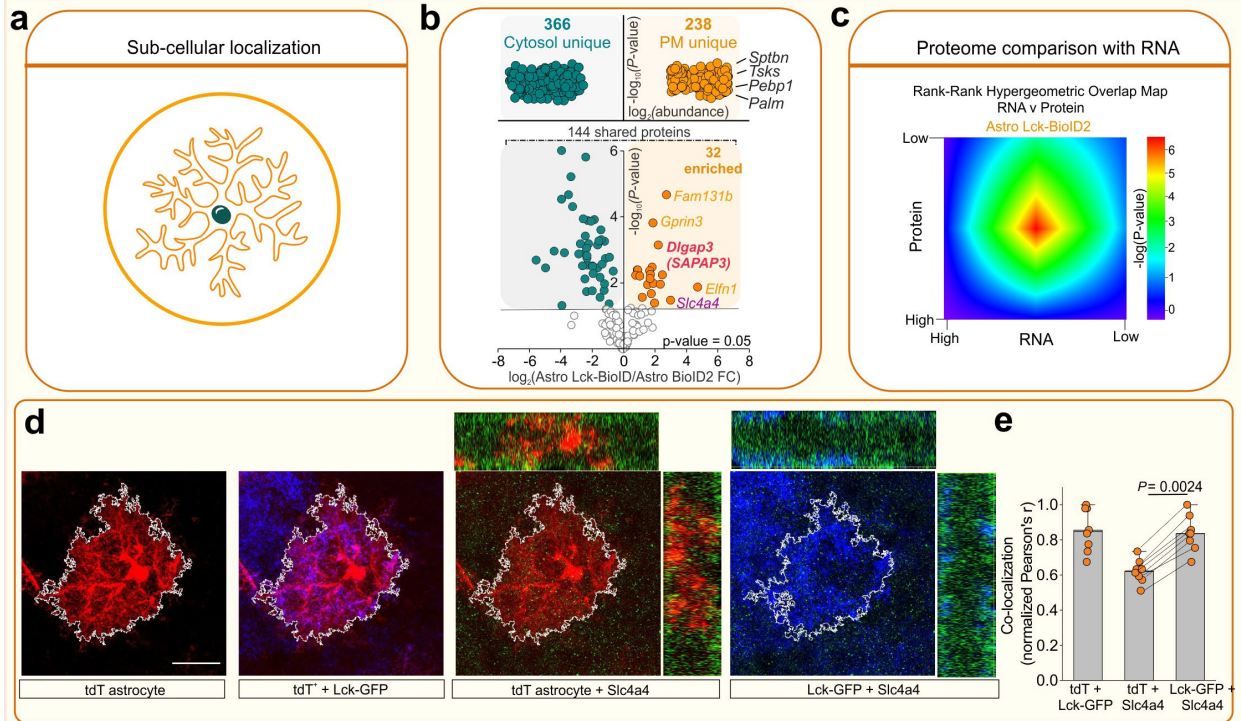 a
Sub-cellular localization
b
366
Cytosol unique
238
PM unique
-log10(P-value)
log2(abundance)
Sptbn
Tsks
Pebp1
Palm
144 shared proteins
32
enriched
-log10(P-value)
6
4
2
Fam131b
Gprin3
Dlgap3
(SAPAP3)
Elfn1
Slc4a4
p-value = 0.05
-8 -6 -4 -2 0 2 4 6 8
log2(Astro Lck-BioID/Astro BioID2 FC)
c
Proteome comparison with RNA
Rank-Rank Hypergeometric Overlap Map
RNA v Protein
Astro Lck-BioID2
Low
Protein
High
High
RNA
Low
6
5
4
3
2
1
0
-log(P-value)
d
tdT astrocyte
tdT+ + Lck-GFP
tdT astrocyte + Slc4a4
Lck-GFP + Slc4a4
e
P = 0.0024
Co-localization
(normalized Pearson's r)
1.0
0.8
0.6
0.4
0.2
0.0
tdT +
Lck-GFP
tdT +
Slc4a4
Lck-GFP +
Slc4a4